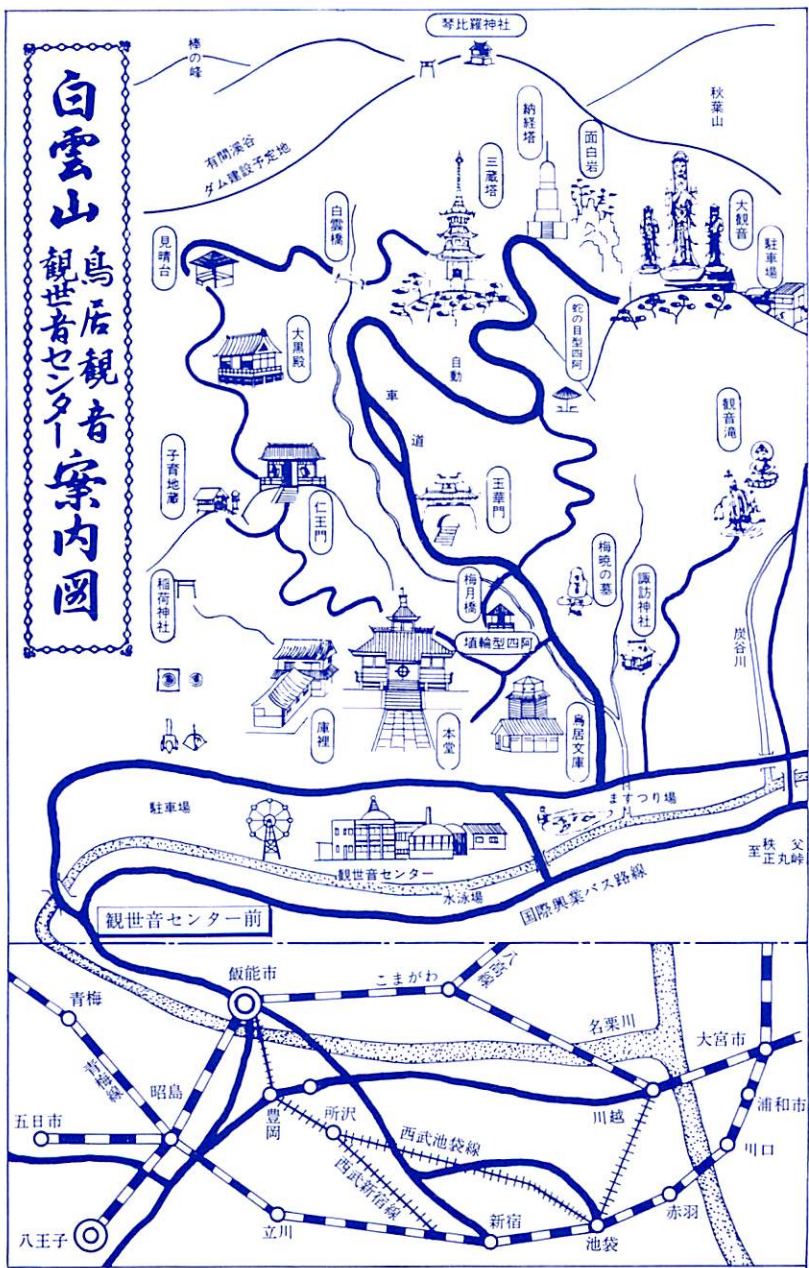 白雲山
鳥居観音
観世音センター
案内図
琴比羅神社
棒の峰
秋葉山
有間渓谷
ダム建設予定地
納経塔
面白岩
三蔵塔
大観音
駐車場
白雲橋
見晴台
蛇の目型四阿
大黒殿
自動車道
観音滝
子育地蔵
仁王門
玉華門
梅暁の墓
諏訪神社
梅月橋
埴輪型四阿
稲荷神社
炭谷川
庫裡
本堂
鳥居文庫
駐車場
ますつり場
観世音センター
水泳場
至秩父
正丸峠
国際興業バス路線
観世音センター前
飯能市
こまがわ
八高線
青梅
名栗川
大宮市
青梅線
昭島
豊岡
所沢
川越
浦和市
五日市
西武池袋線
川口
西武新宿線
八王子
立川
新宿
池袋
赤羽